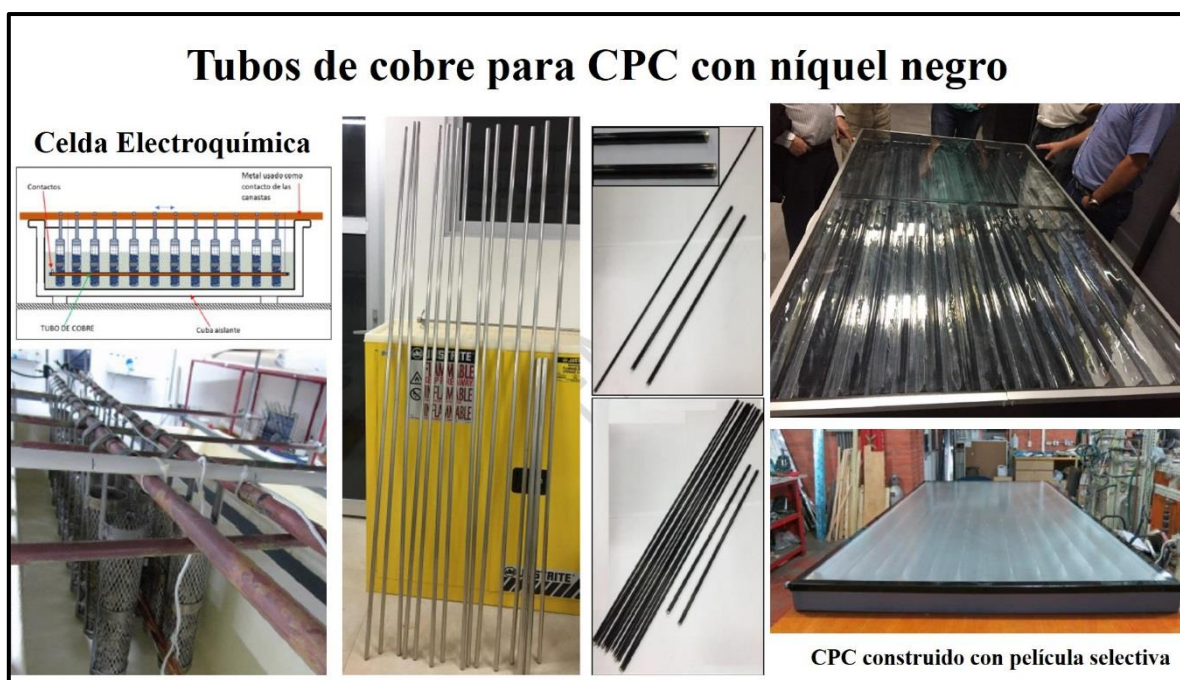 Tubos de cobre para CPC con níquel negro
Celda Electroquímica
Contactos
Metal usado como
contacto de las
canastas
TUBO DE COBRE
Cuba aislante
FLAMMABLE
INFLAMABLE
CPC construido con película selectiva